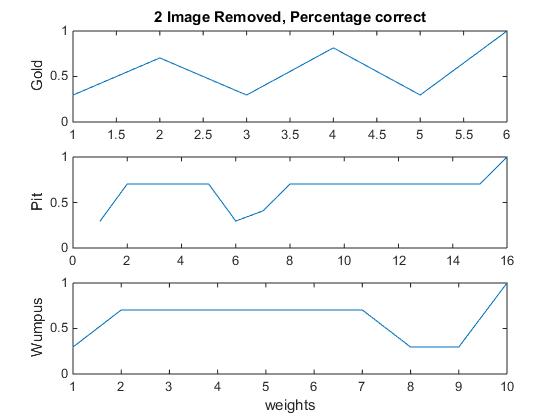 2 Image Removed, Percentage correct
1
0.5
0
Gold
1 1.5 2 2.5 3 3.5 4 4.5 5 5.5 6
1
0.5
0
Pit
0 2 4 6 8 10 12 14 16
1
0.5
0
Wumpus
1 2 3 4 5 6 7 8 9 10
weights